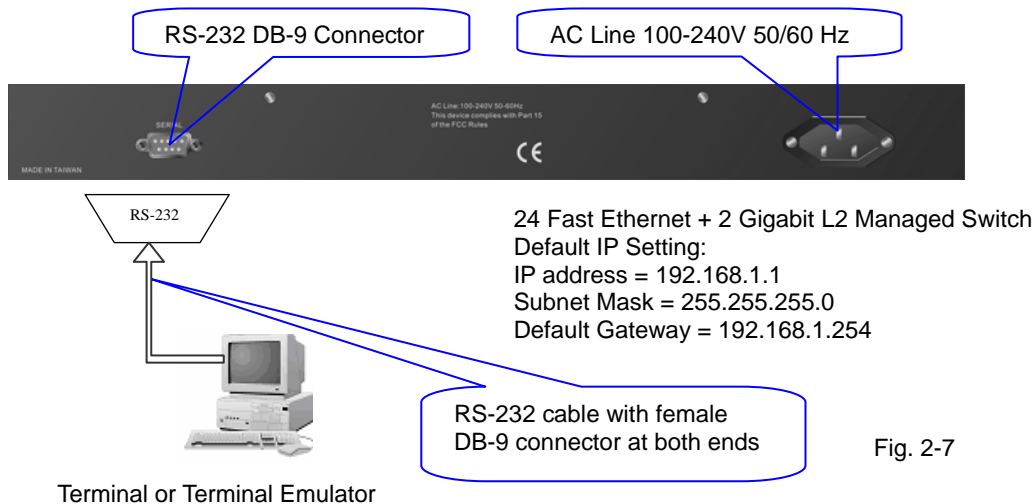 RS-232 DB-9 Connector
AC Line 100-240V 50/60 Hz
AC Line:100-240V 50-60Hz
This device complies with Part 15
of the FCC Rules
SERIAL
CE
MADE IN TAIWAN
RS-232
24 Fast Ethernet + 2 Gigabit L2 Managed Switch
Default IP Setting:
IP address = 192.168.1.1
Subnet Mask = 255.255.255.0
Default Gateway = 192.168.1.254
RS-232 cable with female
DB-9 connector at both ends
Fig. 2-7
Terminal or Terminal Emulator